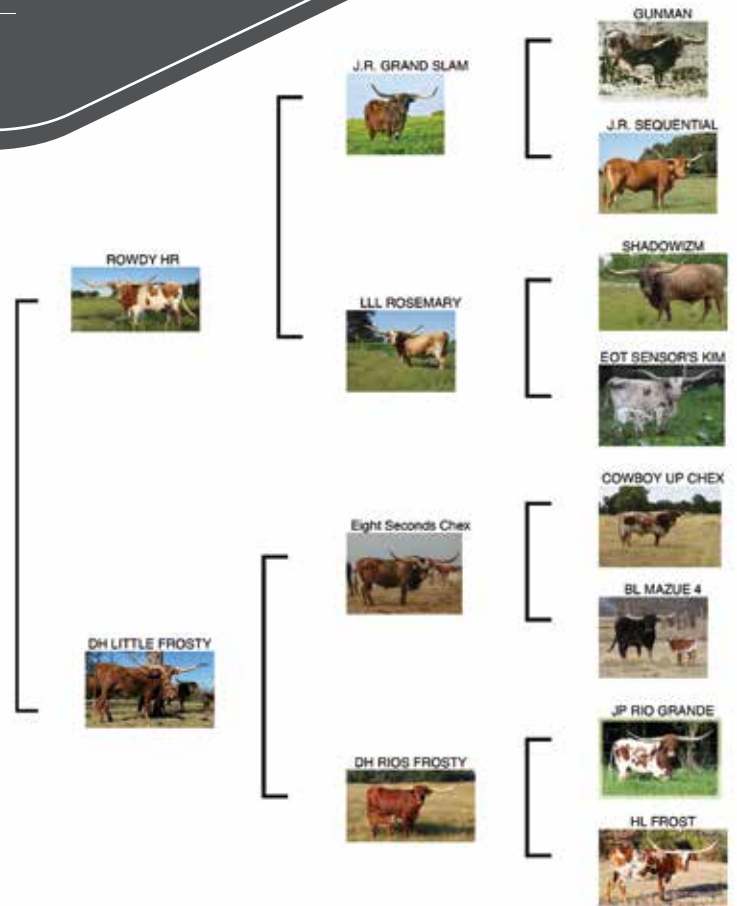 GUNMAN
J.R. GRAND SLAM
J.R. SEQUENTIAL
ROWDY HR
SHADOWIZM
LLL ROSEMARY
EOT SENSOR'S KIM
COWBOY UP CHEX
Eight Seconds Chex
BL MAZUE 4
DH LITTLE FROSTY
JP RIO GRANDE
DH RIOS FROSTY
HL FROST